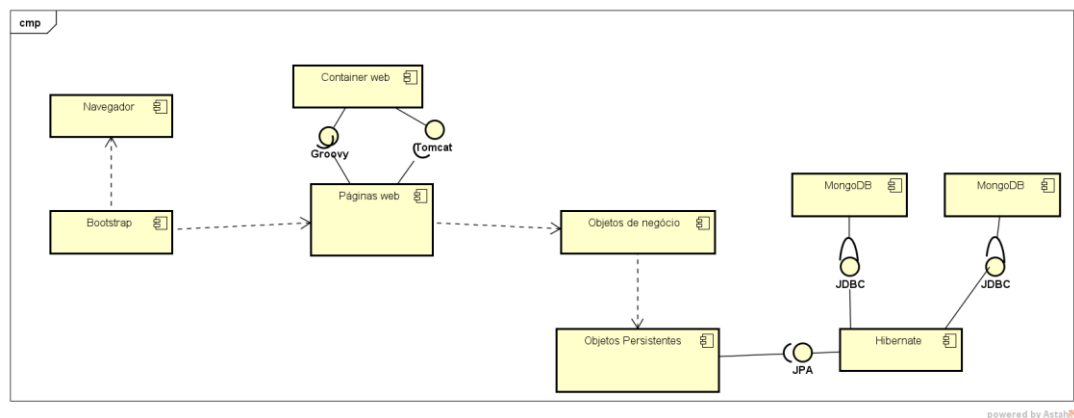 cmp
Container web
Navegador
Groovy
Tomcat
Páginas web
MongoDB
MongoDB
Bootstrap
Objetos de negócio
JDBC
JDBC
Objetos Persistentes
Hibernate
JPA
powered by Astah